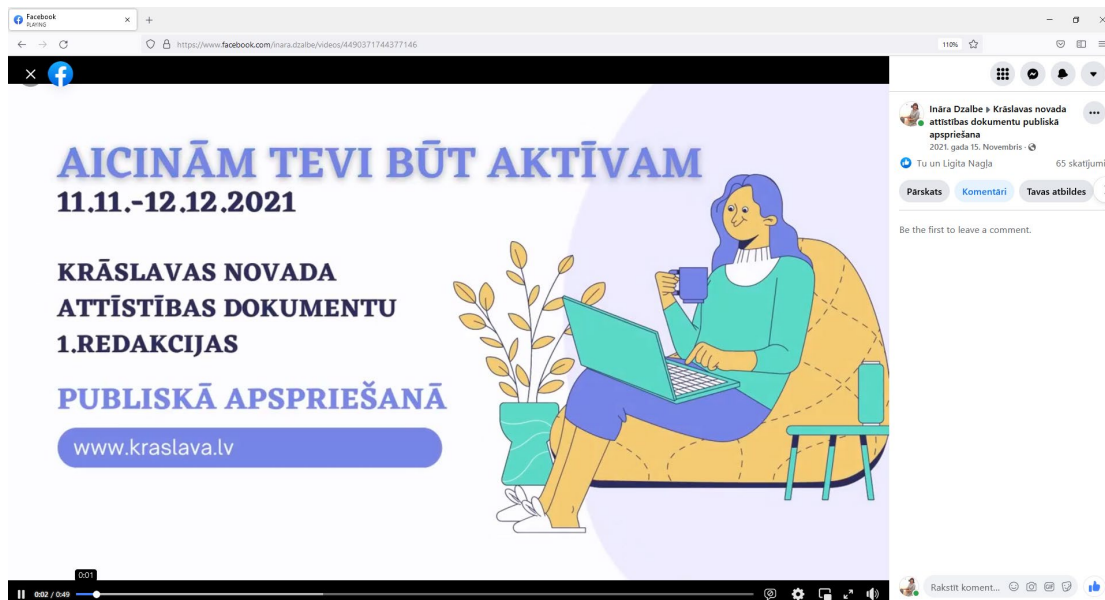 Facebook
PLAYING
https://www.facebook.com/inara.dzalbe/videos/4490371744377146
110%
AICINĀM TEVI BŪT AKTĪVAM
11.11.-12.12.2021
KRĀSLAVAS NOVADA
ATTĪSTĪBAS DOKUMENTU
1.REDAKCIJAS
PUBLISKĀ APSPRIEŠANĀ
www.kraslava.lv
0:01
0:02 / 0:49
Ināra Dzalbe ▸ Krāslavas novada
attīstības dokumentu publiskā
apspriešana
2021. gada 15. Novembris ·
Tu un Ligita Nagļa
65 skatījumi
Pārskats
Komentāri
Tavas atbildes
Be the first to leave a comment.
Rakstīt koment...
GIF